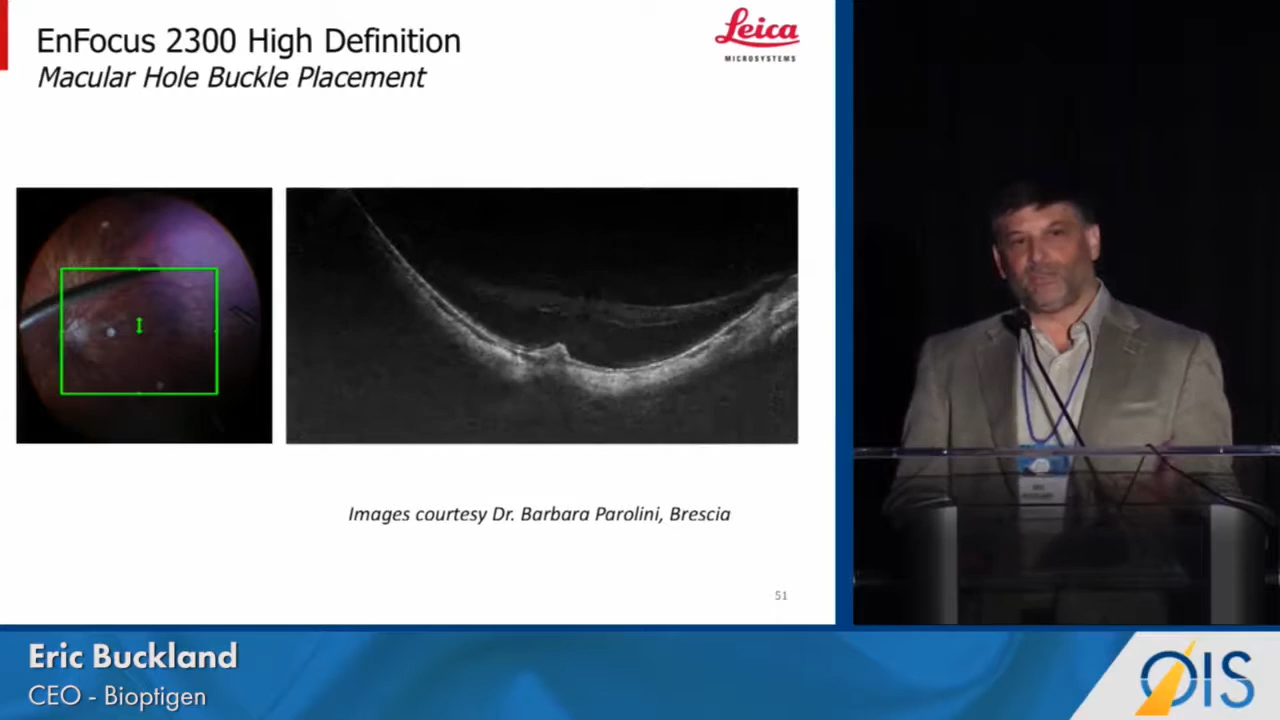 EnFocus 2300 High Definition
Macular Hole Buckle Placement
Leica
MICROSYSTEMS
Images courtesy Dr. Barbara Parolini, Brescia
51
Eric Buckland
CEO - Bioptigen
OIS